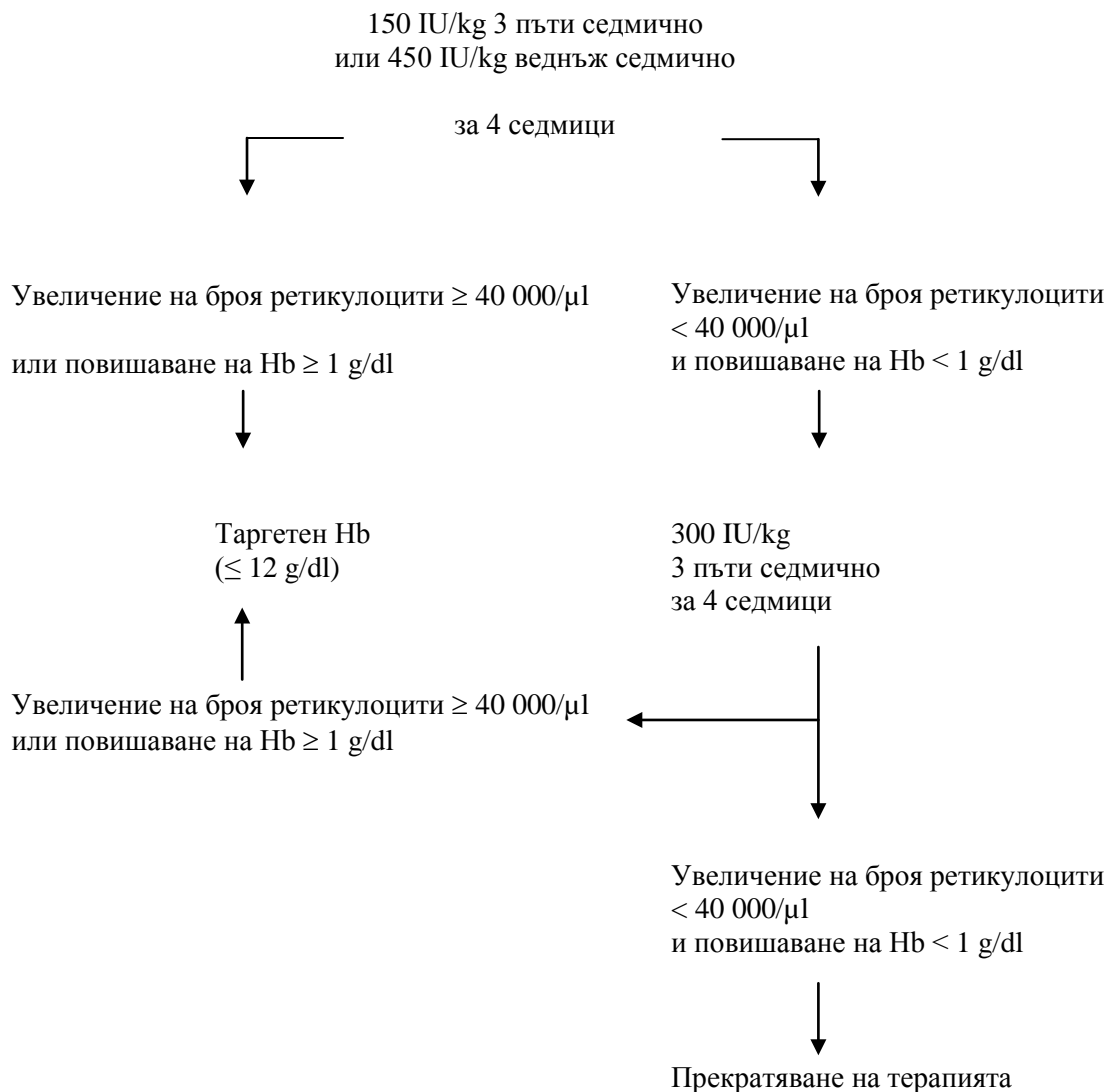 150 IU/kg 3 пъти седмично
или 450 IU/kg веднъж седмично
за 4 седмици
Увеличение на броя ретикулоцити ≥ 40 000/µl
или повишаване на Hb ≥ 1 g/dl
Увеличение на броя ретикулоцити
< 40 000/µl
и повишаване на Hb < 1 g/dl
Таргетен Hb
(≤ 12 g/dl)
300 IU/kg
3 пъти седмично
за 4 седмици
Увеличение на броя ретикулоцити ≥ 40 000/µl
или повишаване на Hb ≥ 1 g/dl
Увеличение на броя ретикулоцити
< 40 000/µl
и повишаване на Hb < 1 g/dl
Прекратяване на терапията